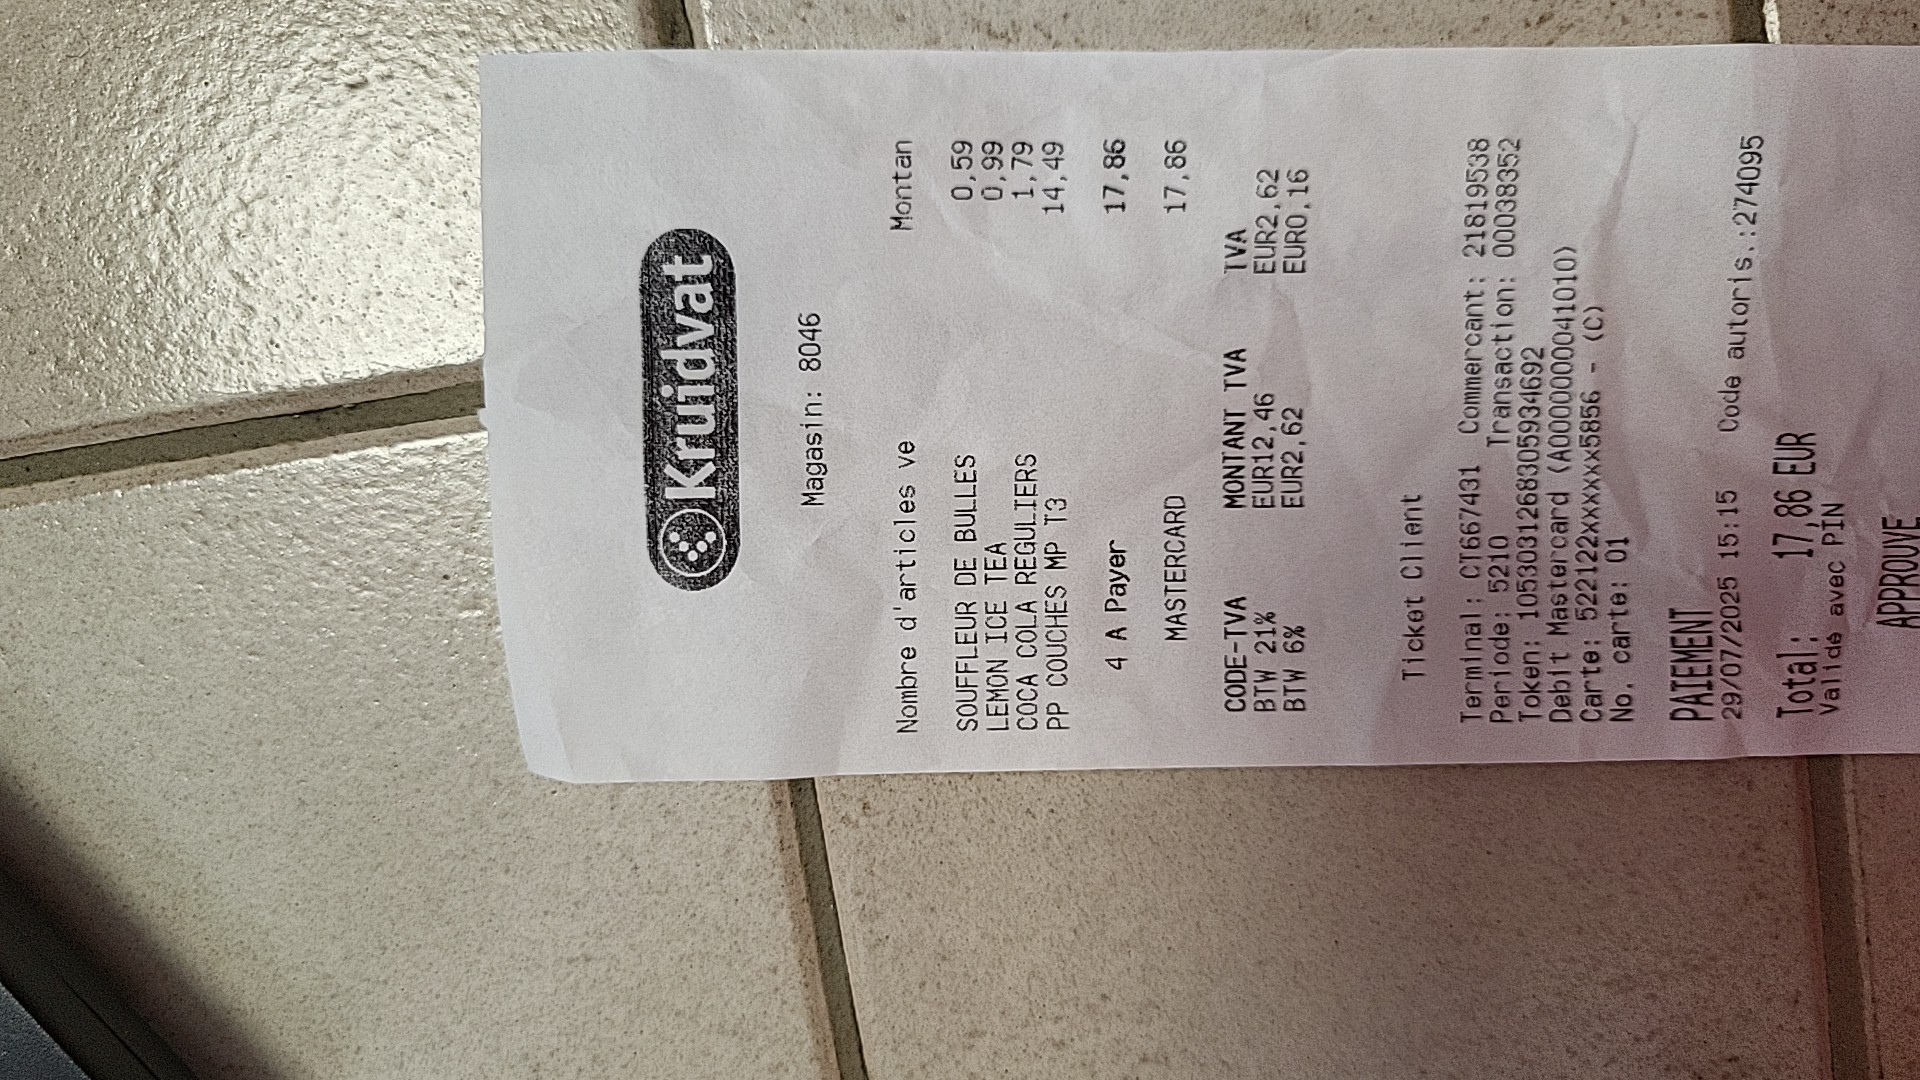 Kruidvat
Magasin: 8046
Nombre d'articles ve Montan
SOUFFLEUR DE BULLES 0,59
LEMON ICE TEA 0,99
COCA COLA REGULIERS 1,79
PP COUCHES MP T3 14,49
4 A Payer 17,86
MASTERCARD 17,86
CODE-TVA MONTANT TVA TVA
BTW 21% EUR12,46 EUR2,62
BTW 6% EUR2,62 EUR0,16
Ticket Client
Terminal: CT667431 Commercant: 21819538
Periode: 5210 Transaction: 00038352
Token: 105303031268305934692
Debit Mastercard (A0000000041010)
Carte: 522122xxxxxxx5856 - (C)
No. carte: 01
PAIEMENT
29/07/2025 15:15 Code autoris.:274095
Total: 17,86 EUR
Validé avec PIN
APPROUVE